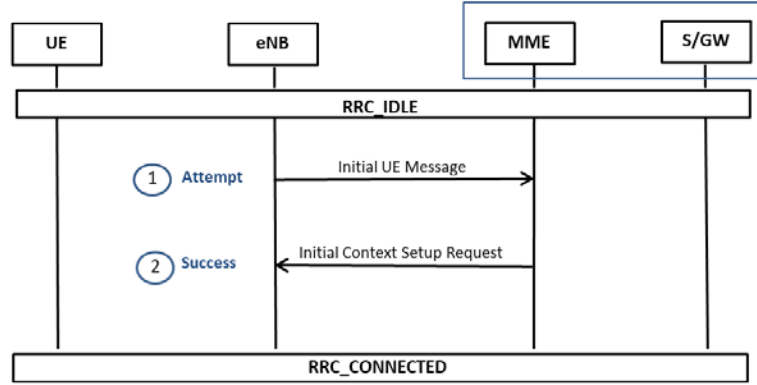 UE
eNB
MME
S/GW
RRC_IDLE
1 Attempt
Initial UE Message
2 Success
Initial Context Setup Request
RRC_CONNECTED